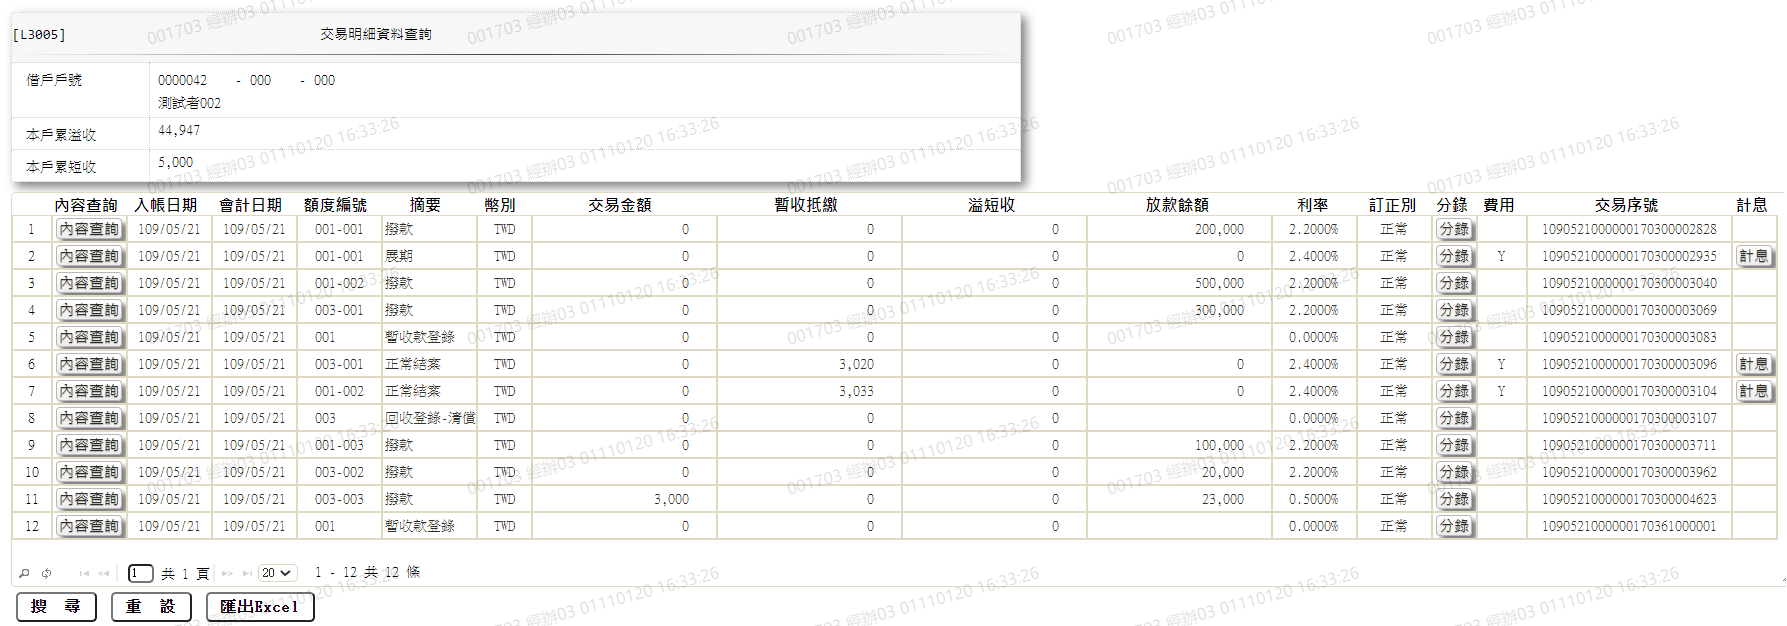 [L3005] 交易明細資料查詢
借戶戶號 0000042 - 000 - 000
測試者002
本戶累溢收 44,947
本戶累短收 5,000
內容查詢 入帳日期 會計日期 額度編號 摘要 幣別 交易金額 暫收抵繳 溢短收 放款餘額 利率 訂正別 分錄 費用 交易序號 計息
1 內容查詢 109/05/21 109/05/21 001-001 撥款 TWD 0 0 0 200,000 2.2000% 正常 分錄 109052100000017030000​2828
2 內容查詢 109/05/21 109/05/21 001-001 展期 TWD 0 0 0 0 2.4000% 正常 分錄 Y 1090521000000170300002935 計息
3 內容查詢 109/05/21 109/05/21 001-002 撥款 TWD 0 0 0 500,000 2.2000% 正常 分錄 1090521000000170300003040
4 內容查詢 109/05/21 109/05/21 003-001 撥款 TWD 0 0 0 300,000 2.2000% 正常 分錄 1090521000000170300003069
5 內容查詢 109/05/21 109/05/21 001 暫收款登錄 TWD 0 0 0 0.0000% 正常 分錄 1090521000000170300003083
6 內容查詢 109/05/21 109/05/21 003-001 正常結案 TWD 0 3,020 0 0 2.4000% 正常 分錄 Y 1090521000000170300003096 計息
7 內容查詢 109/05/21 109/05/21 001-002 正常結案 TWD 0 3,033 0 0 2.4000% 正常 分錄 Y 1090521000000170300003104 計息
8 內容查詢 109/05/21 109/05/21 003 回收登錄-清償 TWD 0 0 0 0.0000% 正常 分錄 1090521000000170300003107
9 內容查詢 109/05/21 109/05/21 001-003 撥款 TWD 0 0 0 100,000 2.2000% 正常 分錄 1090521000000170300003711
10 內容查詢 109/05/21 109/05/21 003-002 撥款 TWD 0 0 0 20,000 2.2000% 正常 分錄 1090521000000170300003962
11 內容查詢 109/05/21 109/05/21 003-003 撥款 TWD 3,000 0 0 23,000 0.5000% 正常 分錄 1090521000000170300004623
12 內容查詢 109/05/21 109/05/21 001 暫收款登錄 TWD 0 0 0 0.0000% 正常 分錄 1090521000000170361000001
1 共 1 頁 20 1 - 12 共 12 條
搜 尋 重 設 匯出Excel
001703 經辦03 01110120 16:33:26